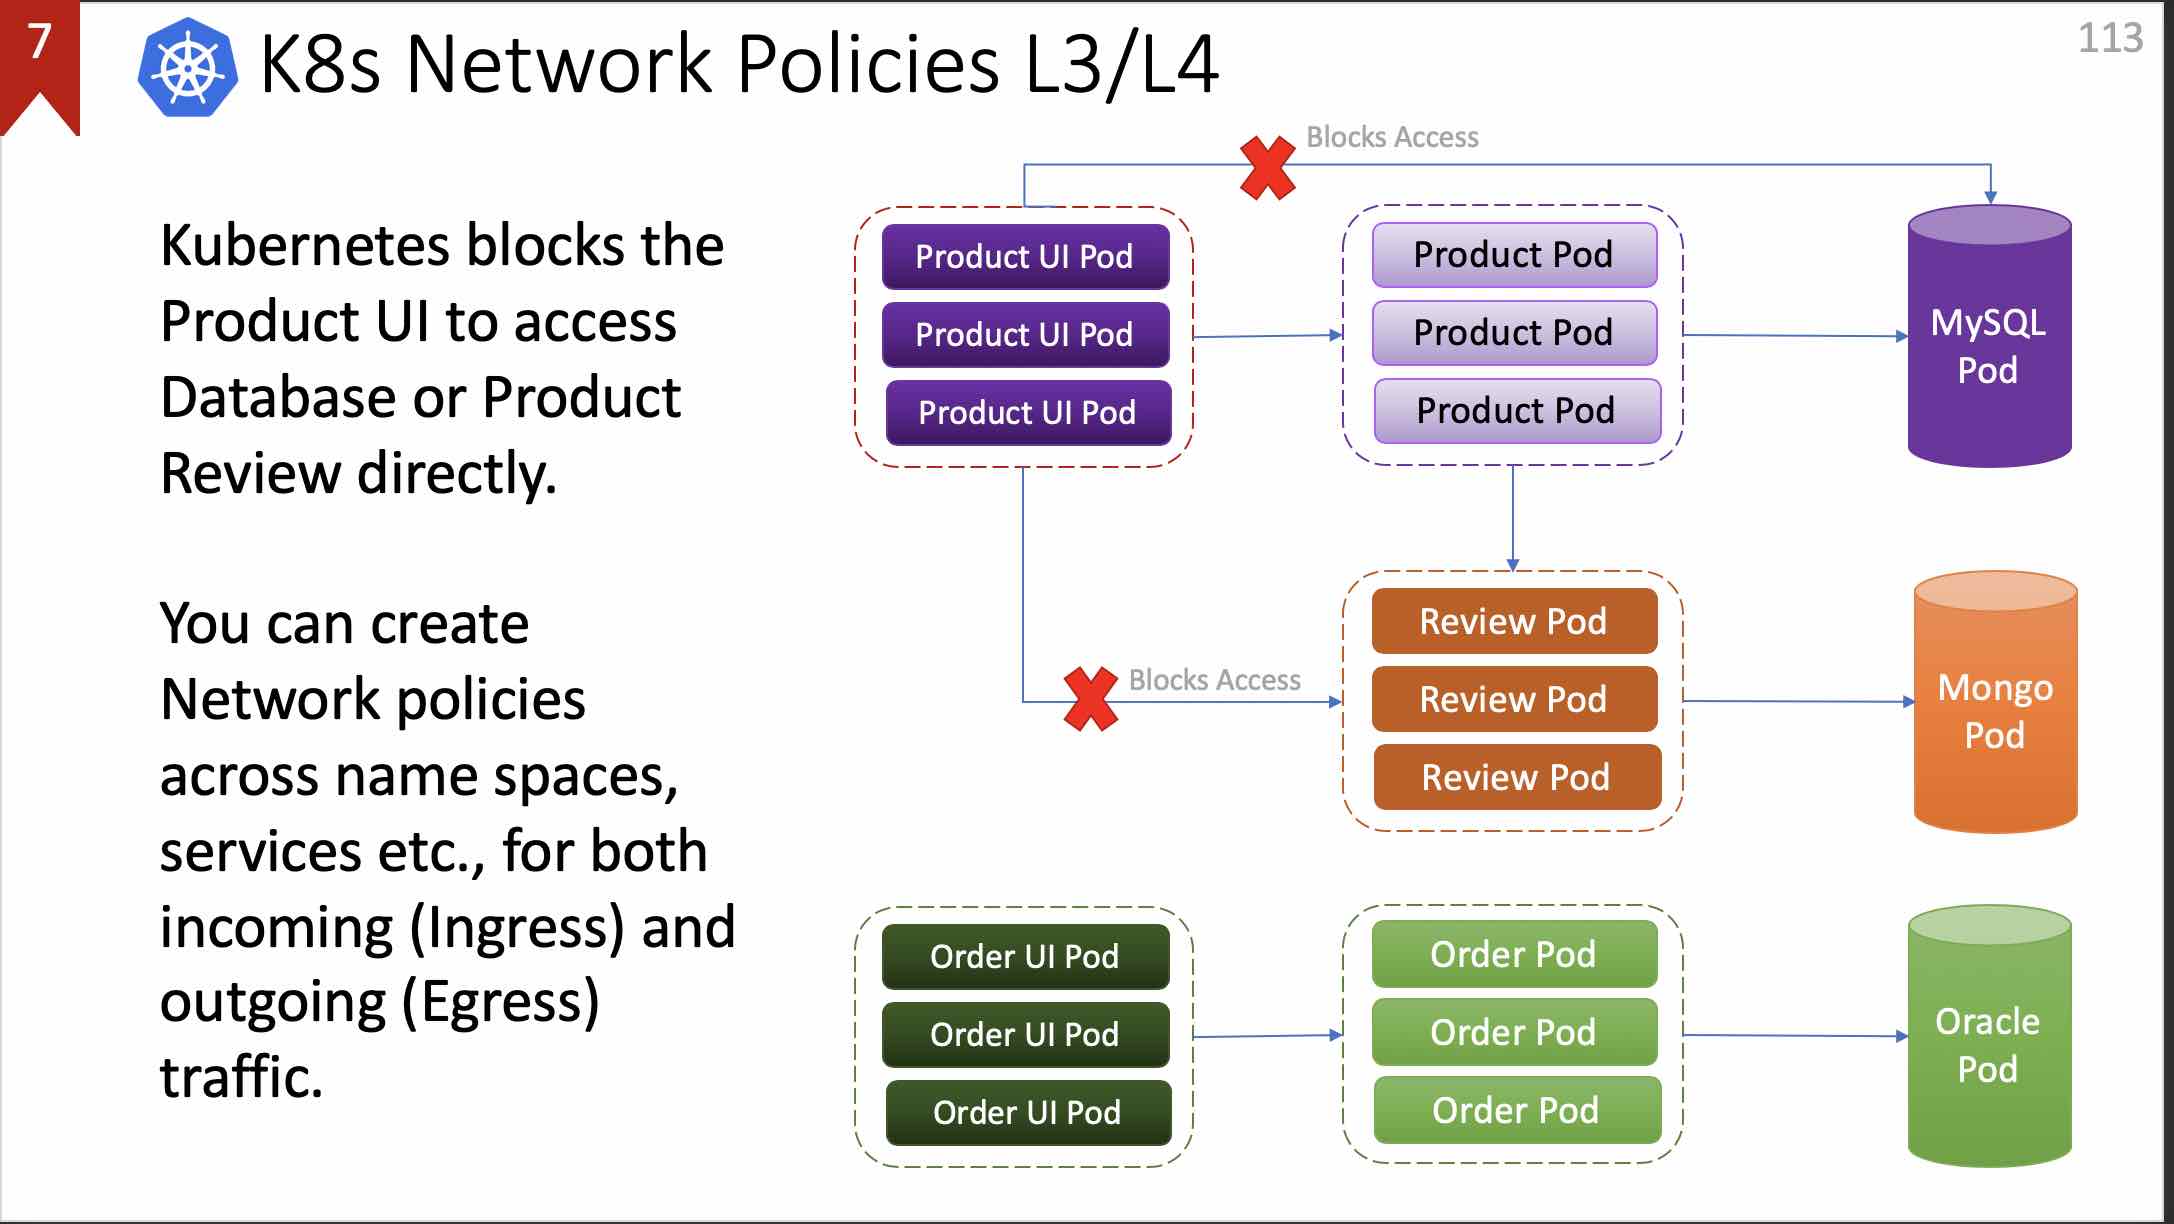 7
K8s Network Policies L3/L4
113
Kubernetes blocks the
Product UI to access
Database or Product
Review directly.
You can create
Network policies
across name spaces,
services etc., for both
incoming (Ingress) and
outgoing (Egress)
traffic.
Blocks Access
Product UI Pod
Product UI Pod
Product UI Pod
Product Pod
Product Pod
Product Pod
MySQL
Pod
Blocks Access
Review Pod
Review Pod
Review Pod
Mongo
Pod
Order UI Pod
Order UI Pod
Order UI Pod
Order Pod
Order Pod
Order Pod
Oracle
Pod